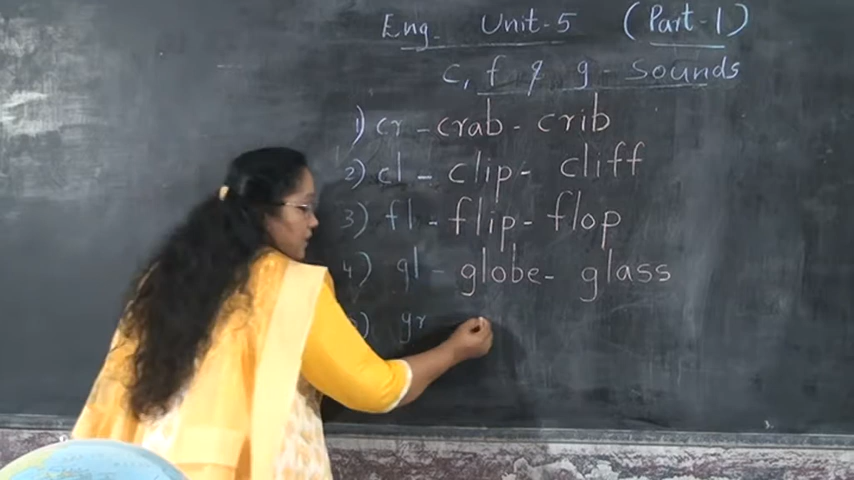 Eng. Unit-5 (Part-1)
c, f & g - sounds
1) cr - crab - crib
2) cl - clip - cliff
3) fl - flip - flop
4) gl - globe - glass
5) gr